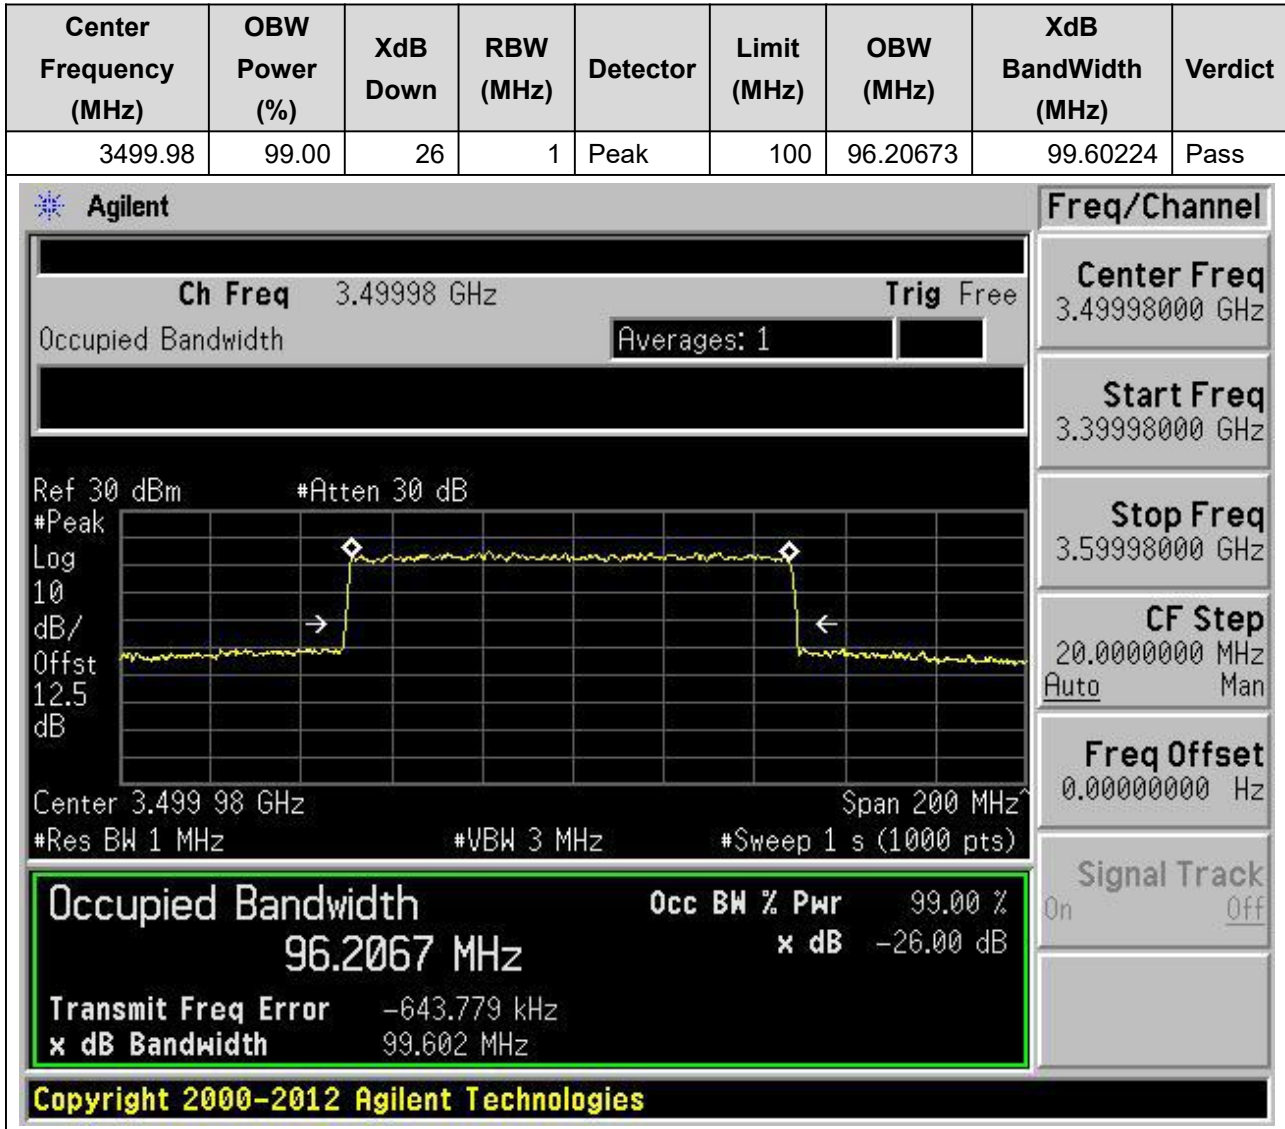 Center Frequency (MHz) OBW Power (%) XdB Down RBW (MHz) Detector Limit (MHz) OBW (MHz) XdB BandWidth (MHz) Verdict
3499.98 99.00 26 1 Peak 100 96.20673 99.60224 Pass
Agilent
Freq/Channel
Ch Freq 3.49998 GHz Trig Free
Occupied Bandwidth Averages: 1
Center Freq
3.49998000 GHz
Start Freq
3.39998000 GHz
Stop Freq
3.59998000 GHz
CF Step
20.0000000 MHz
Auto Man
Freq Offset
0.00000000 Hz
Signal Track
On Off
Ref 30 dBm #Atten 30 dB
#Peak
Log
10
dB/
Offst
12.5
dB
Center 3.499 98 GHz Span 200 MHz^
#Res BW 1 MHz #VBW 3 MHz #Sweep 1 s (1000 pts)
Occupied Bandwidth Occ BW % Pwr 99.00 %
96.2067 MHz x dB -26.00 dB
Transmit Freq Error -643.779 kHz
x dB Bandwidth 99.602 MHz
Copyright 2000-2012 Agilent Technologies